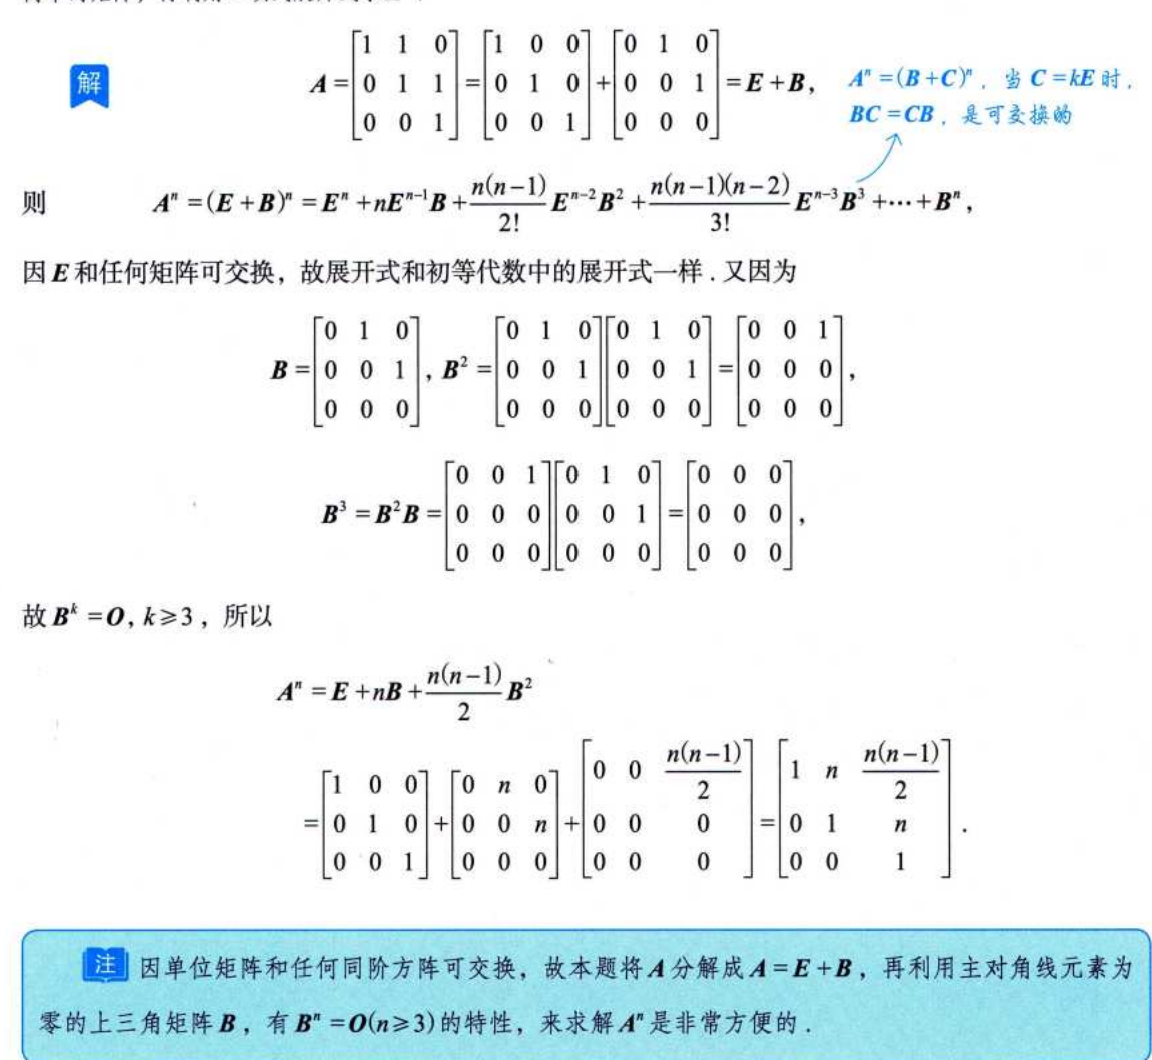 解
A = [1 1 0; 0 1 1; 0 0 1] = [1 0 0; 0 1 0; 0 0 1] + [0 1 0; 0 0 1; 0 0 0] = E + B,
Aⁿ = (B + C)ⁿ，当 C = kE 时，
BC = CB，是可交换的
则 Aⁿ = (E + B)ⁿ = Eⁿ + nEⁿ⁻¹B + n(n−1)/2! Eⁿ⁻²B² + n(n−1)(n−2)/3! Eⁿ⁻³B³ + ⋯ + Bⁿ,
因 E 和任何矩阵可交换，故展开式和初等代数中的展开式一样．又因为
B = [0 1 0; 0 0 1; 0 0 0], B² = [0 1 0; 0 0 1; 0 0 0][0 1 0; 0 0 1; 0 0 0] = [0 0 1; 0 0 0; 0 0 0],
B³ = B²B = [0 0 1; 0 0 0; 0 0 0][0 1 0; 0 0 1; 0 0 0] = [0 0 0; 0 0 0; 0 0 0],
故 Bᵏ = O, k ⩾ 3，所以
Aⁿ = E + nB + n(n−1)/2 B²
= [1 0 0; 0 1 0; 0 0 1] + [0 n 0; 0 0 n; 0 0 0] + [0 0 n(n−1)/2; 0 0 0; 0 0 0] = [1 n n(n−1)/2; 0 1 n; 0 0 1].
注 因单位矩阵和任何同阶方阵可交换，故本题将 A 分解成 A = E + B，再利用主对角线元素为
零的上三角矩阵 B，有 Bⁿ = O(n ⩾ 3)的特性，来求解 Aⁿ 是非常方便的．